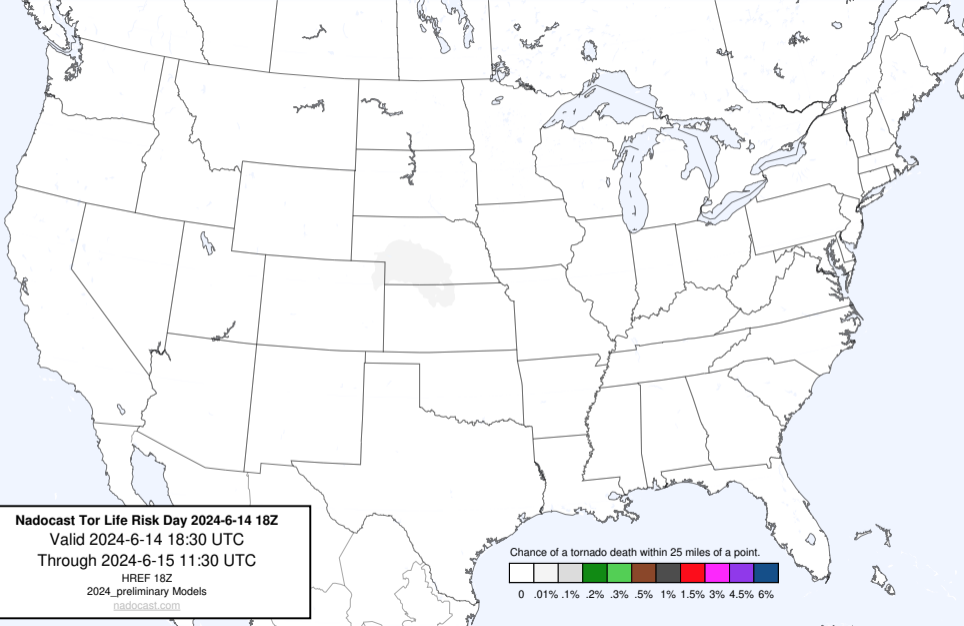 Nadocast Tor Life Risk Day 2024-6-14 18Z
Valid 2024-6-14 18:30 UTC
Through 2024-6-15 11:30 UTC
HREF 18Z
2024_preliminary Models
nadocast.com
Chance of a tornado death within 25 miles of a point.
0 .01% .1% .2% .3% .5% 1% 1.5% 3% 4.5% 6%